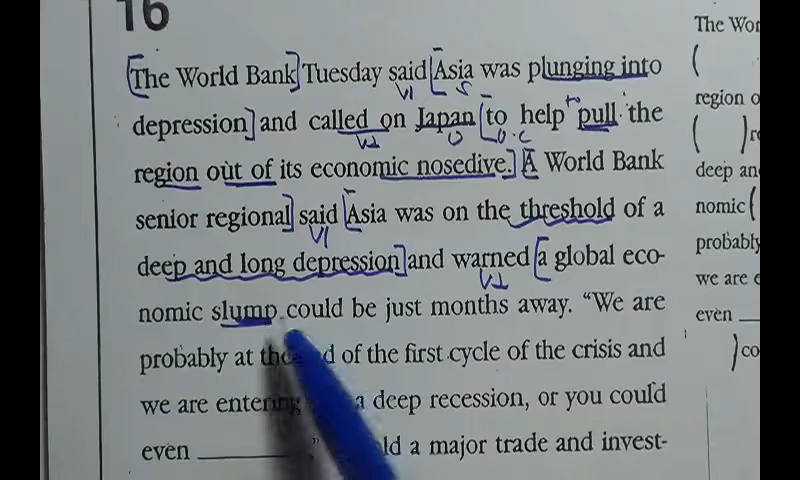 16
The World Bank Tuesday said Asia was plunging into
depression and called on Japan to help pull the
region out of its economic nosedive. A World Bank
senior regional said Asia was on the threshold of a
deep and long depression and warned a global eco-
nomic slump could be just months away. "We are
probably at the end of the first cycle of the crisis and
we are entering a deep recession, or you could
even ________ ," a major trade and invest-
The Wor
(
region o
( )r
deep an
nomic (
probably
we are e
even ___
)co